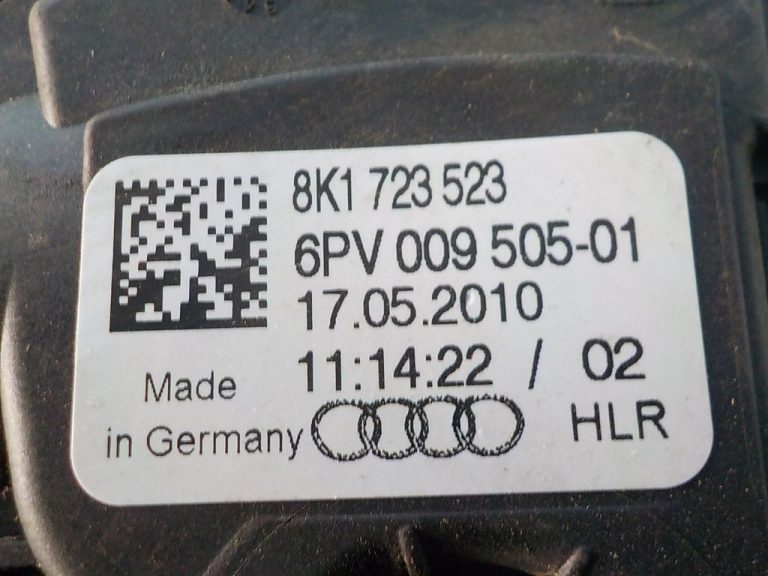 8K1 723 523
6PV 009 505-01
17.05.2010
11:14:22 / 02
Made
in Germany
HLR